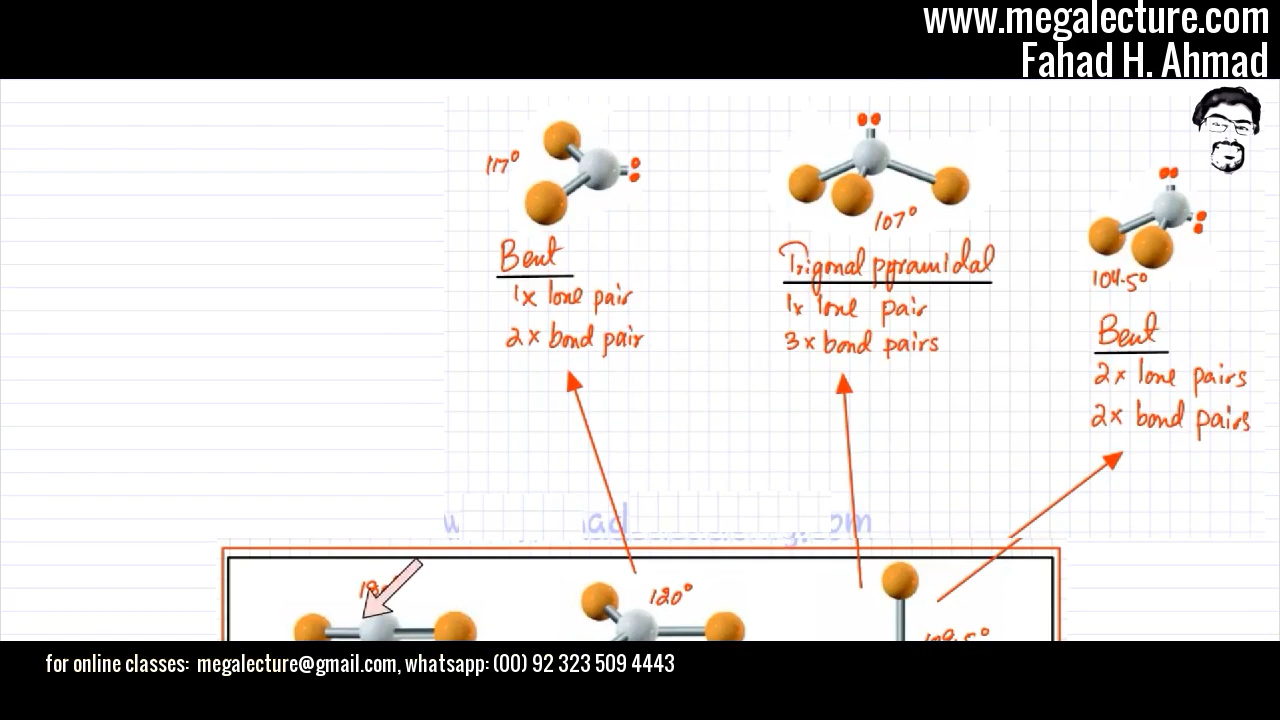 www.megalecture.com
Fahad H. Ahmad
117°
Bent
1x lone pair
2x bond pair
107°
Trigonal pyramidal
1x lone pair
3x bond pairs
104.5°
Bent
2x lone pairs
2x bond pairs
120°
for online classes: megalecture@gmail.com, whatsapp: (00) 92 323 509 4443